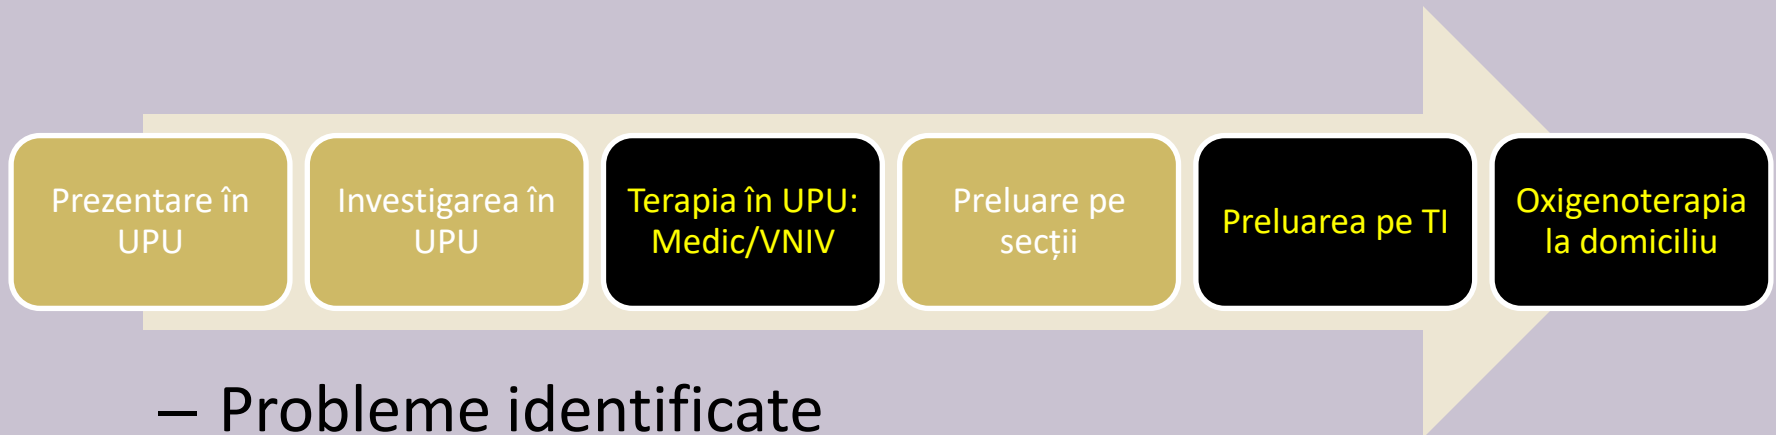 Prezentare în
UPU
Investigarea în
UPU
Terapia în UPU:
Medic/VNIV
Preluare pe
secții
Preluarea pe TI
Oxigenoterapia
la domiciliu
– Probleme identificate